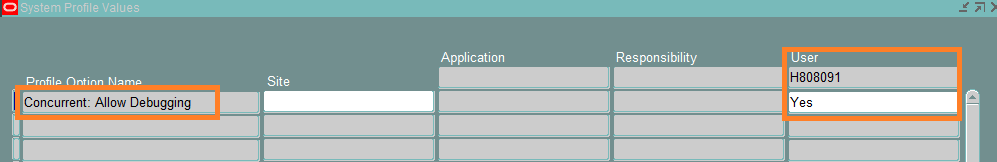 System Profile Values
Application Responsibility User
H808091
Profile Option Name Site
Concurrent: Allow Debugging Yes